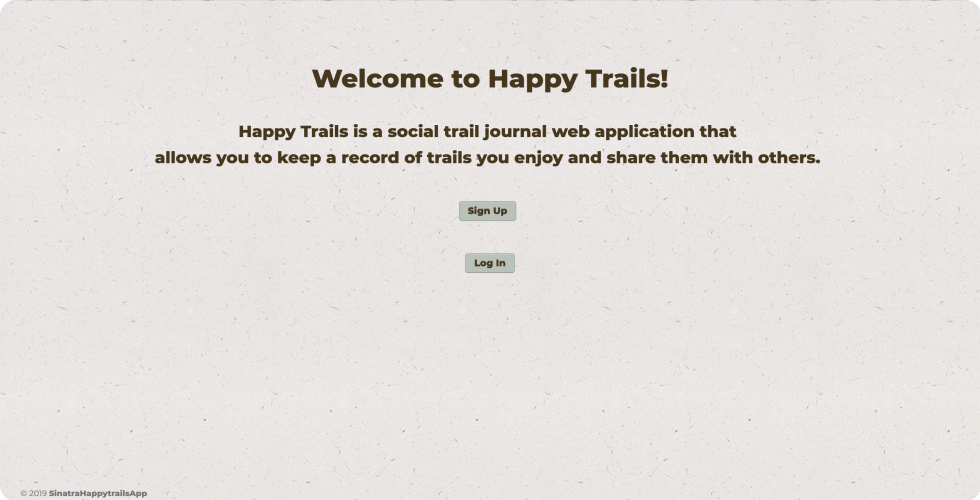 Welcome to Happy Trails!
Happy Trails is a social trail journal web application that
allows you to keep a record of trails you enjoy and share them with others.
Sign Up
Log In
© 2019 SinatraHappytrailsApp